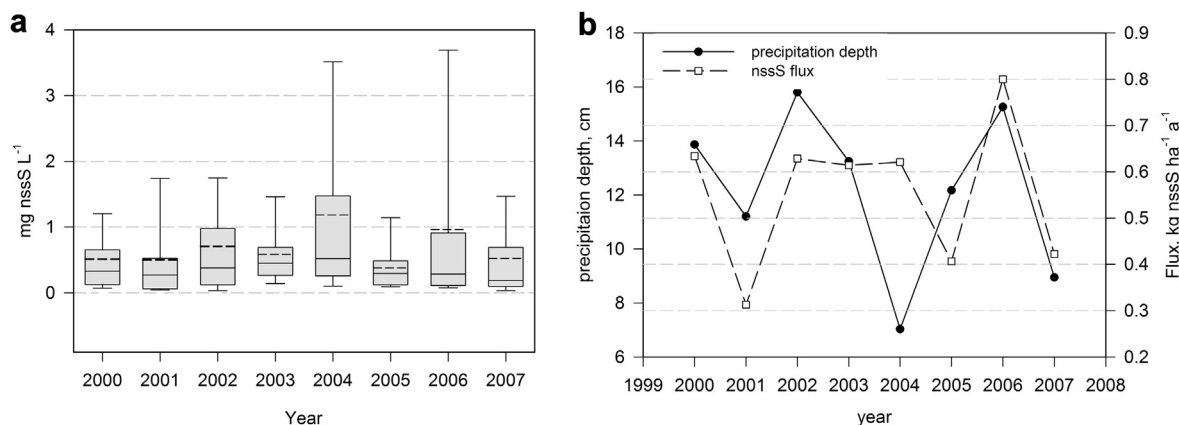 a
4
3
2
1
0
mg nssS L-1
2000 2001 2002 2003 2004 2005 2006 2007
Year
b
precipitation depth
nssS flux
18
16
14
12
10
8
6
precipitaion depth, cm
0.9
0.8
0.7
0.6
0.5
0.4
0.3
0.2
Flux. kg nssS ha-1 a-1
1999 2000 2001 2002 2003 2004 2005 2006 2007 2008
year